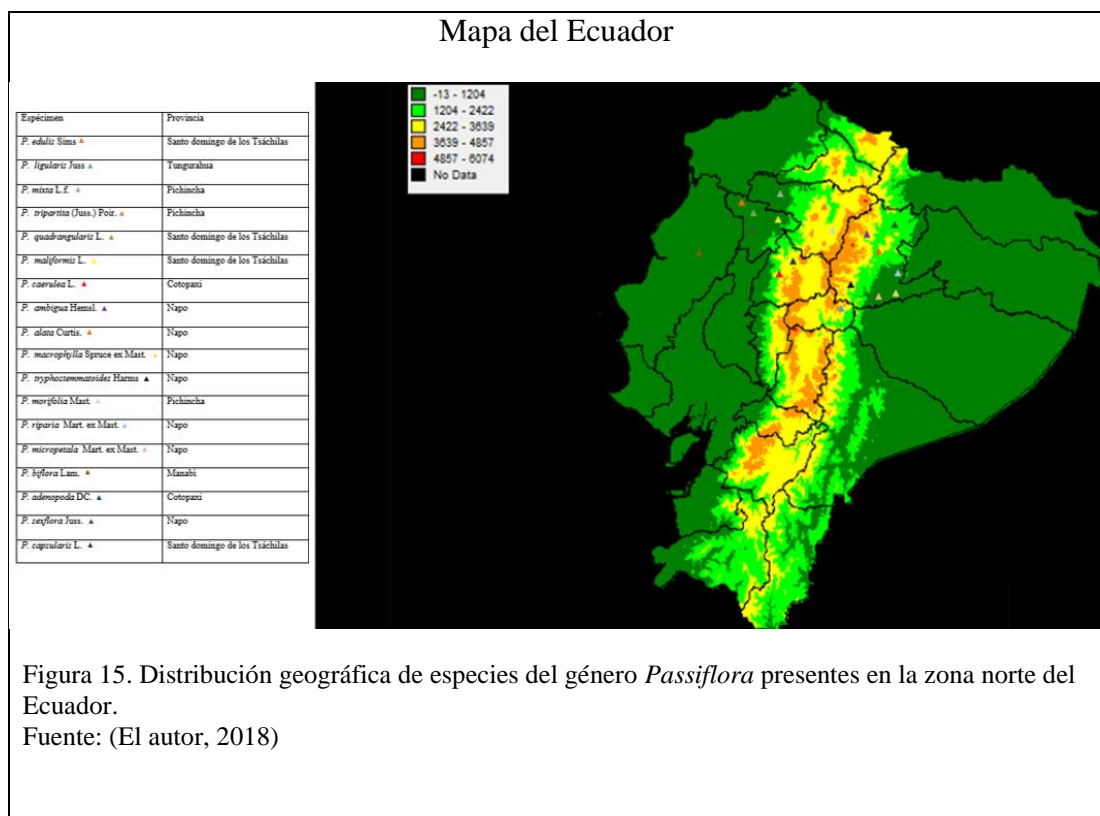 Mapa del Ecuador
Espécimen Provincia
P. edulis Sims Santo domingo de los Tsáchilas
P. ligularis Juss Tungurahua
P. mixta L.f. Pichincha
P. tripartita (Juss.) Poir. Pichincha
P. quadrangularis L. Santo domingo de los Tsáchilas
P. maliformis L. Santo domingo de los Tsáchilas
P. caerulea L. Cotopaxi
P. ambigua Hemsl. Napo
P. alata Curtis. Napo
P. macrophylla Spruce ex Mast. Napo
P. tryphostemmatoides Harms Napo
P. morifolia Mast. Pichincha
P. riparia Mart. ex Mast. Napo
P. micropetala Mart. ex Mast. Napo
P. biflora Lam. Manabi
P. adenopoda DC. Cotopaxi
P. sexflora Juss. Napo
P. capsularis L. Santo domingo de los Tsáchilas
-13 - 1204
1204 - 2422
2422 - 3639
3639 - 4857
4857 - 6074
No Data
Figura 15. Distribución geográfica de especies del género Passiflora presentes en la zona norte del
Ecuador.
Fuente: (El autor, 2018)